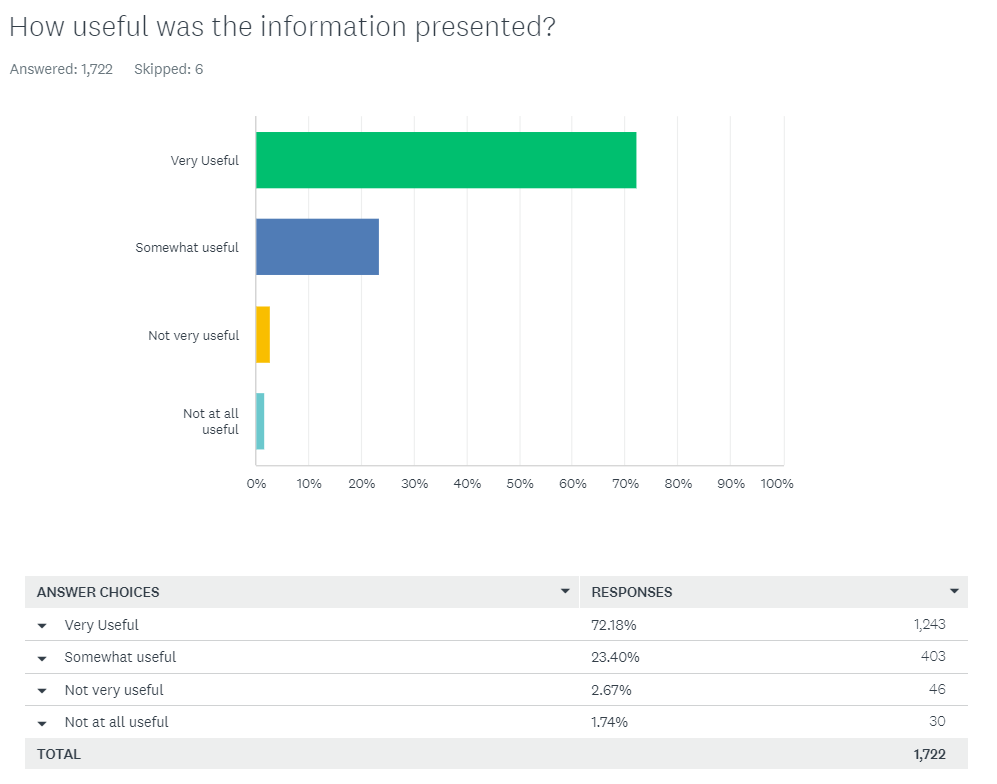 How useful was the information presented?
Answered: 1,722 Skipped: 6
Very Useful
Somewhat useful
Not very useful
Not at all
useful
0% 10% 20% 30% 40% 50% 60% 70% 80% 90% 100%
ANSWER CHOICES RESPONSES
Very Useful 72.18% 1,243
Somewhat useful 23.40% 403
Not very useful 2.67% 46
Not at all useful 1.74% 30
TOTAL 1,722